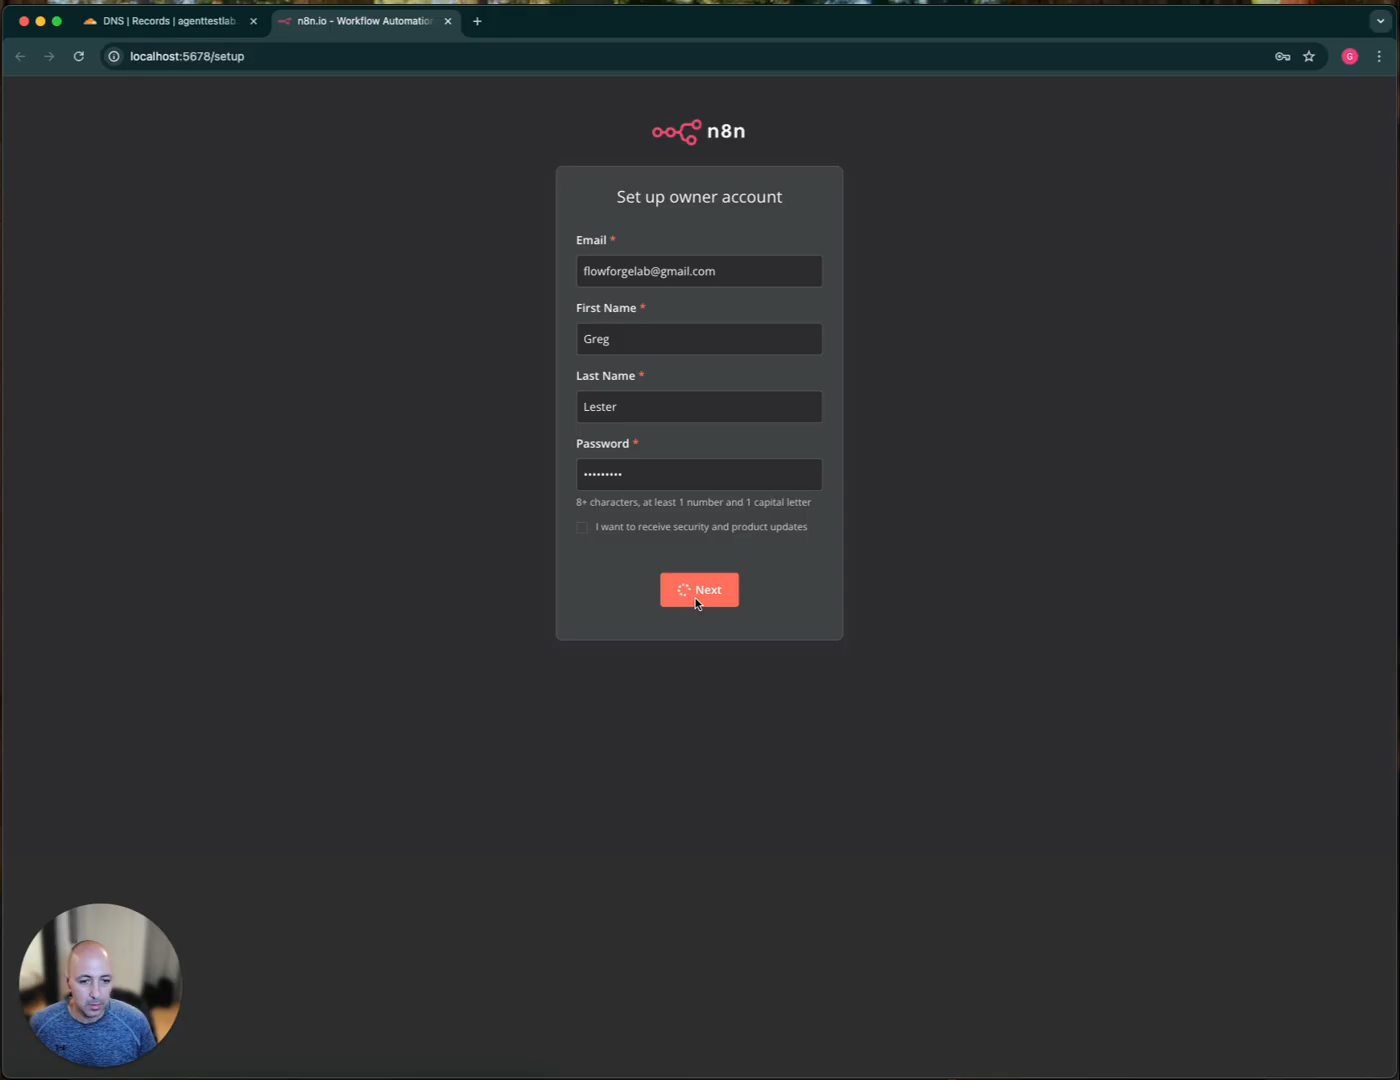 DNS | Records | agenttestlab
n8n.io - Workflow Automation
localhost:5678/setup
G
n8n
Set up owner account
Email *
flowforgelab@gmail.com
First Name *
Greg
Last Name *
Lester
Password *
•••••••••
8+ characters, at least 1 number and 1 capital letter
I want to receive security and product updates
Next